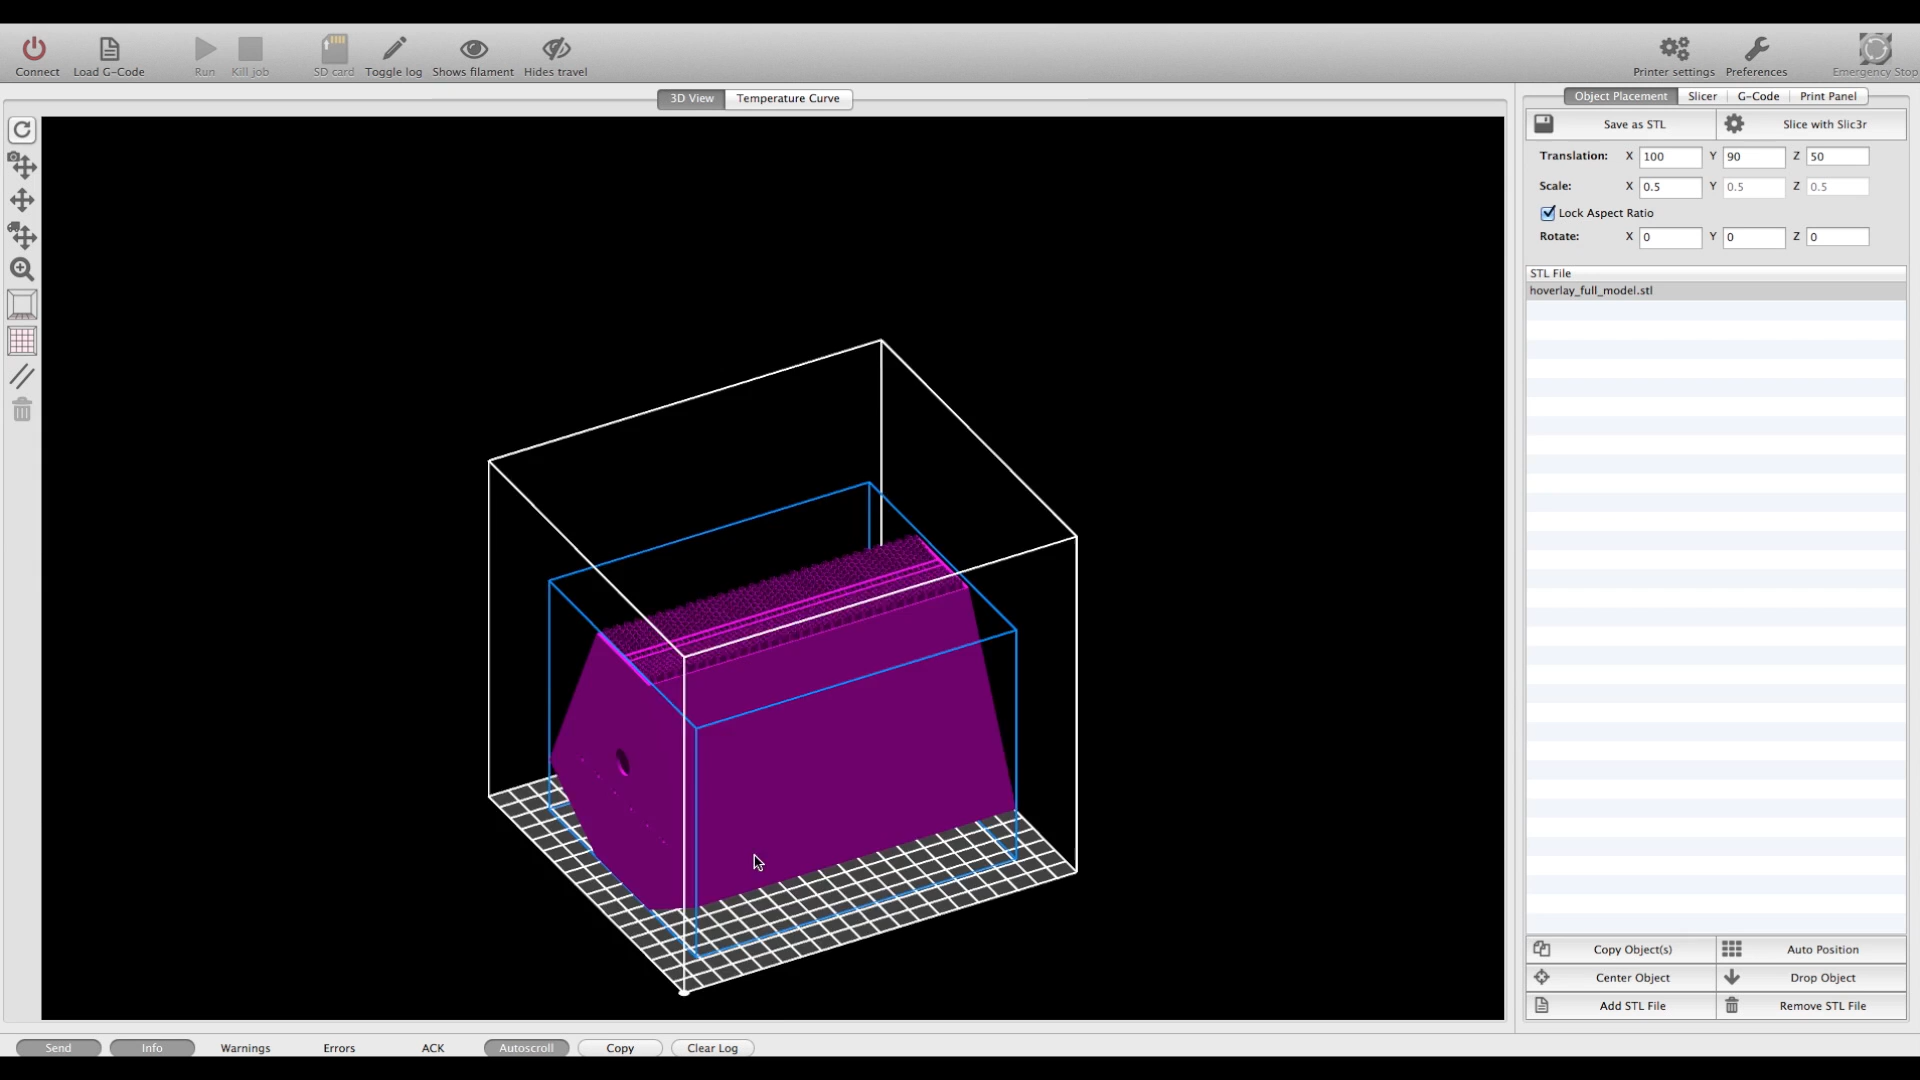 Connect Load G-Code Run Kill job SD card Toggle log Shows filament Hides travel Printer settings Preferences Emergency Stop
3D View Temperature Curve
Object Placement Slicer G-Code Print Panel
Save as STL Slice with Slic3r
Translation: X 100 Y 90 Z 50
Scale: X 0.5 Y 0.5 Z 0.5
Lock Aspect Ratio
Rotate: X 0 Y 0 Z 0
STL File
hoverlay_full_model.stl
Copy Object(s) Auto Position
Center Object Drop Object
Add STL File Remove STL File
Send Info Warnings Errors ACK Autoscroll Copy Clear Log